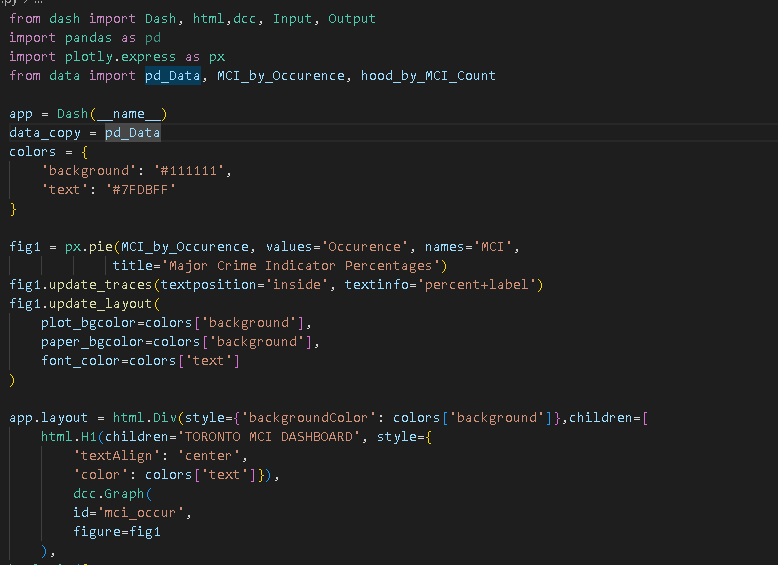 from dash import Dash, html,dcc, Input, Output
import pandas as pd
import plotly.express as px
from data import pd_Data, MCI_by_Occurence, hood_by_MCI_Count
app = Dash(__name__)
data_copy = pd_Data
colors = {
'background': '#111111',
'text': '#7FDBFF'
}
fig1 = px.pie(MCI_by_Occurence, values='Occurence', names='MCI',
title='Major Crime Indicator Percentages')
fig1.update_traces(textposition='inside', textinfo='percent+label')
fig1.update_layout(
plot_bgcolor=colors['background'],
paper_bgcolor=colors['background'],
font_color=colors['text']
)
app.layout = html.Div(style={'backgroundColor': colors['background']},children=[
html.H1(children='TORONTO MCI DASHBOARD', style={
'textAlign': 'center',
'color': colors['text']}),
dcc.Graph(
id='mci_occur',
figure=fig1
),